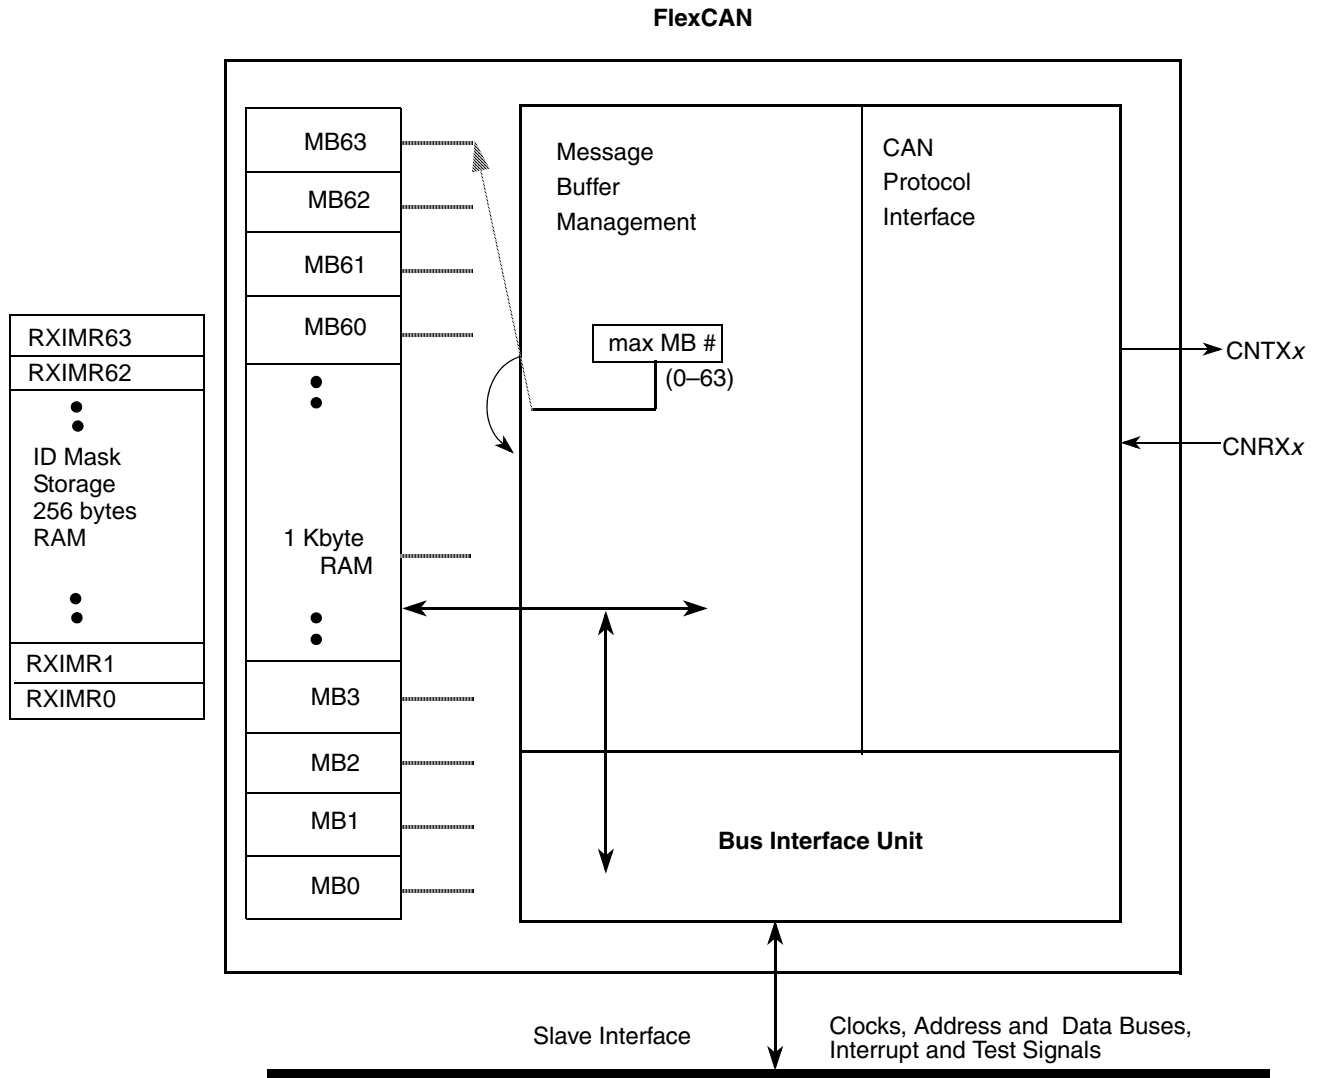 FlexCAN
MB63
MB62
MB61
MB60
1 Kbyte
RAM
MB3
MB2
MB1
MB0
RXIMR63
RXIMR62
ID Mask
Storage
256 bytes
RAM
RXIMR1
RXIMR0
Message
Buffer
Management
max MB #
(0–63)
CAN
Protocol
Interface
CNTXx
CNRXx
Bus Interface Unit
Slave Interface
Clocks, Address and Data Buses,
Interrupt and Test Signals